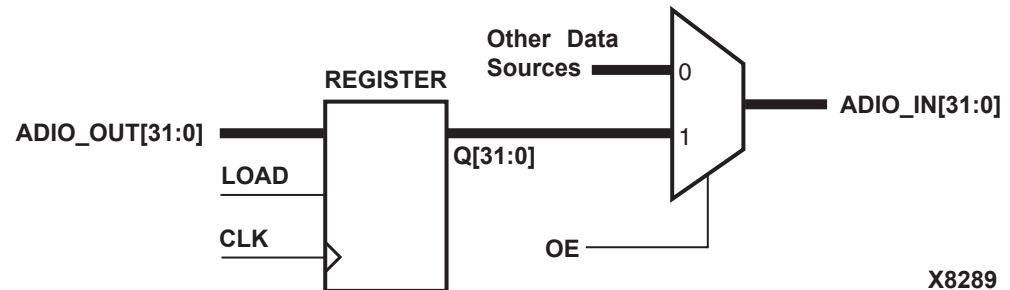 Other Data
Sources
0
REGISTER
ADIO_IN[31:0]
ADIO_OUT[31:0]
1
Q[31:0]
LOAD
CLK
OE
X8289